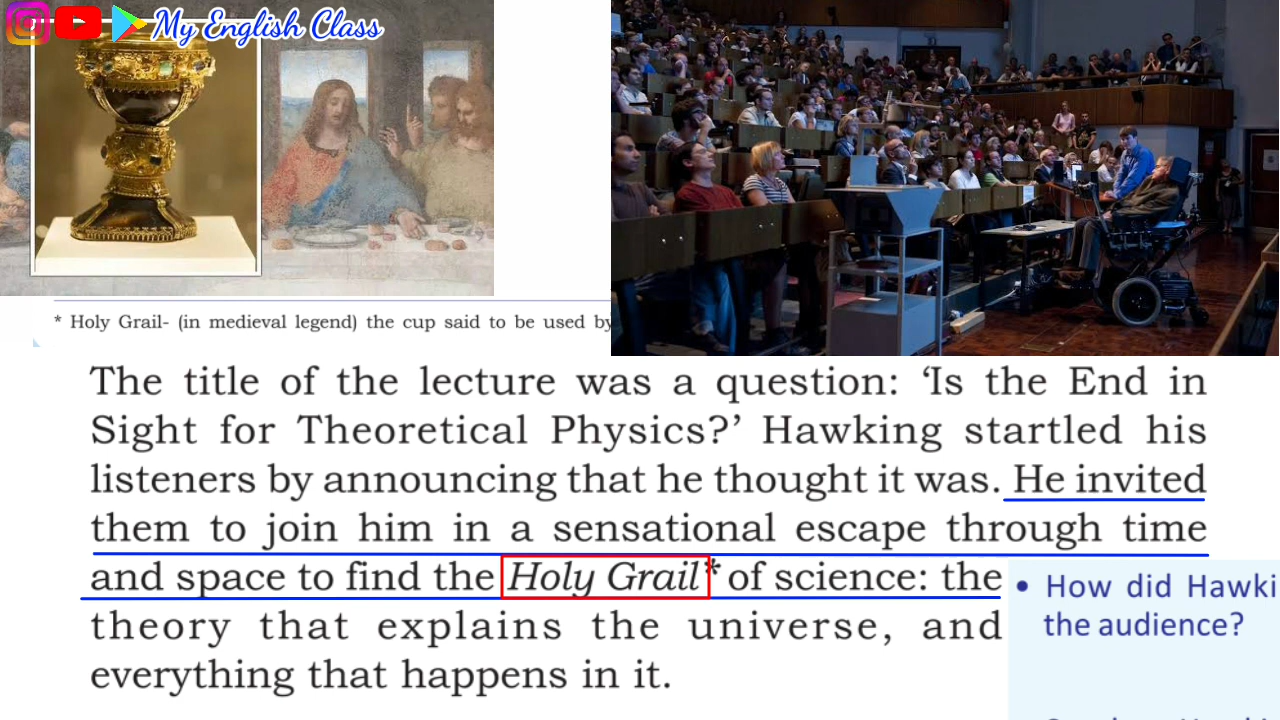 My English Class
* Holy Grail- (in medieval legend) the cup said to be used by
The title of the lecture was a question: ‘Is the End in
Sight for Theoretical Physics?’ Hawking startled his
listeners by announcing that he thought it was. He invited
them to join him in a sensational escape through time
and space to find the Holy Grail* of science: the
theory that explains the universe, and
everything that happens in it.
• How did Hawki
the audience?